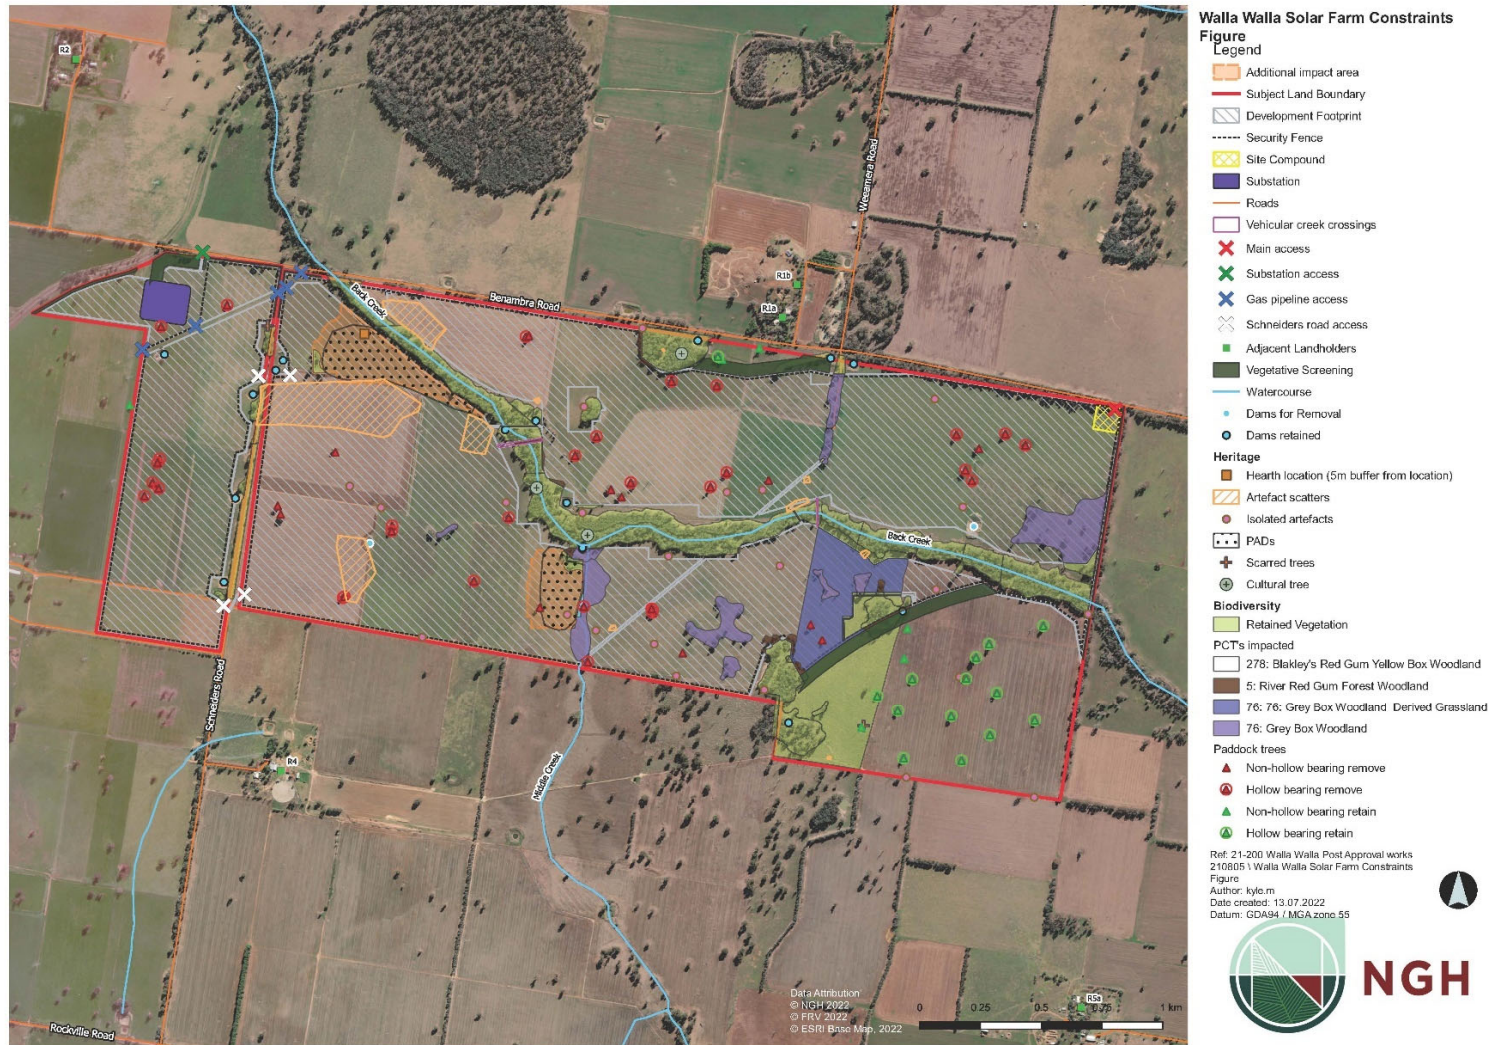 Walla Walla Solar Farm Constraints
Figure
Legend
Additional impact area
Subject Land Boundary
Development Footprint
Security Fence
Site Compound
Substation
Roads
Vehicular creek crossings
Main access
Substation access
Gas pipeline access
Schneiders road access
Adjacent Landholders
Vegetative Screening
Watercourse
Dams for Removal
Dams retained
Heritage
Hearth location (5m buffer from location)
Artefact scatters
Isolated artefacts
PADs
Scarred trees
Cultural tree
Biodiversity
Retained Vegetation
PCT's impacted
278: Blakley's Red Gum Yellow Box Woodland
5: River Red Gum Forest Woodland
76: 76: Grey Box Woodland Derived Grassland
76: Grey Box Woodland
Paddock trees
Non-hollow bearing remove
Hollow bearing remove
Non-hollow bearing retain
Hollow bearing retain
Ref: 21-200 Walla Walla Post Approval works
210805 \ Walla Walla Solar Farm Constraints
Figure
Author: kyle.m
Date created: 13.07.2022
Datum: GDA94 / MGA zone 55
NGH
R2
Weeamera Road
R1b
R1a
Back Creek
Benambra Road
Back Creek
Schneiders Road
R4
Middle Creek
Rockville Road
Data Attribution
© NGH 2022
© FRV 2022
© ESRI Base Map, 2022
R5a
0 0.25 0.5 0.75 1 km